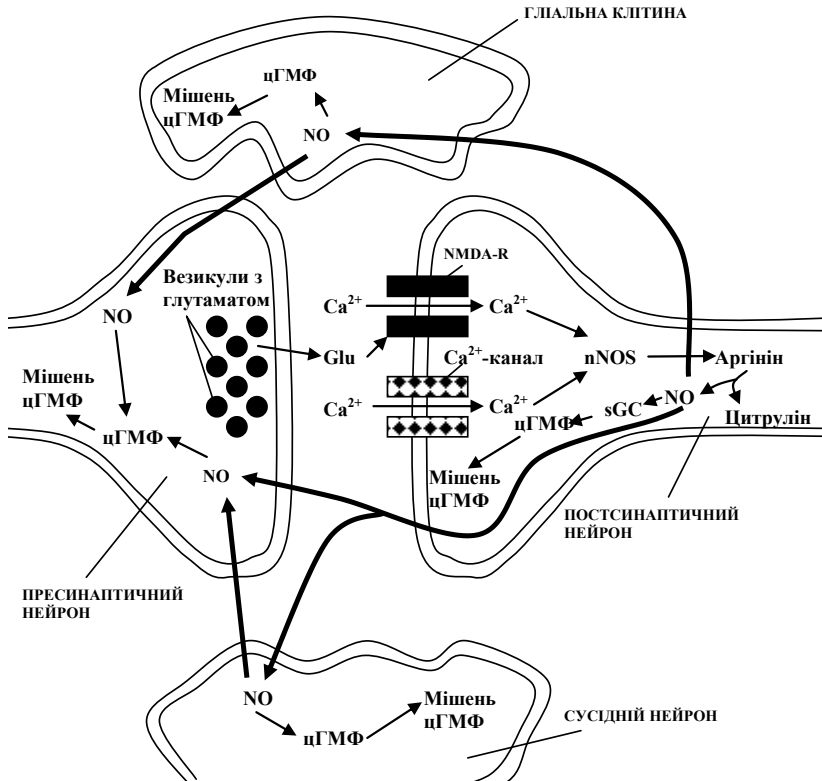 ГЛІАЛЬНА КЛІТИНА
цГМФ
Мішень
цГМФ
NO
Везикули з
глутаматом
NO
Мішень
цГМФ
цГМФ
NO
ПРЕСИНАПТИЧНИЙ
НЕЙРОН
NMDA-R
Ca²⁺
Ca²⁺
Glu
Ca²⁺-канал
Ca²⁺
Ca²⁺
nNOS
Аргінін
NO
Цитрулін
sGC
цГМФ
Мішень
цГМФ
ПОСТСИНАПТИЧНИЙ
НЕЙРОН
NO
цГМФ
Мішень
цГМФ
СУСІДНІЙ НЕЙРОН